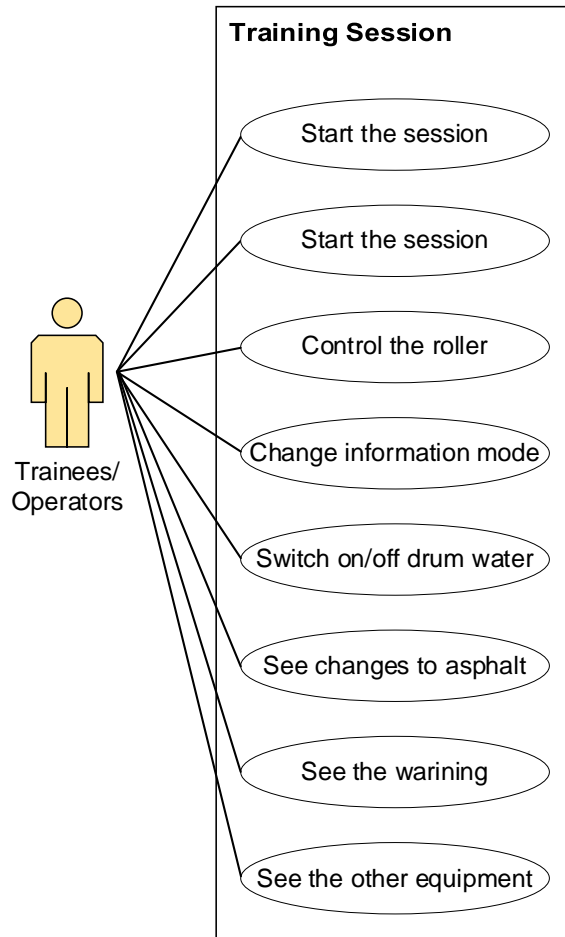 Training Session
Start the session
Start the session
Control the roller
Change information mode
Switch on/off drum water
See changes to asphalt
See the warining
See the other equipment
Trainees/
Operators